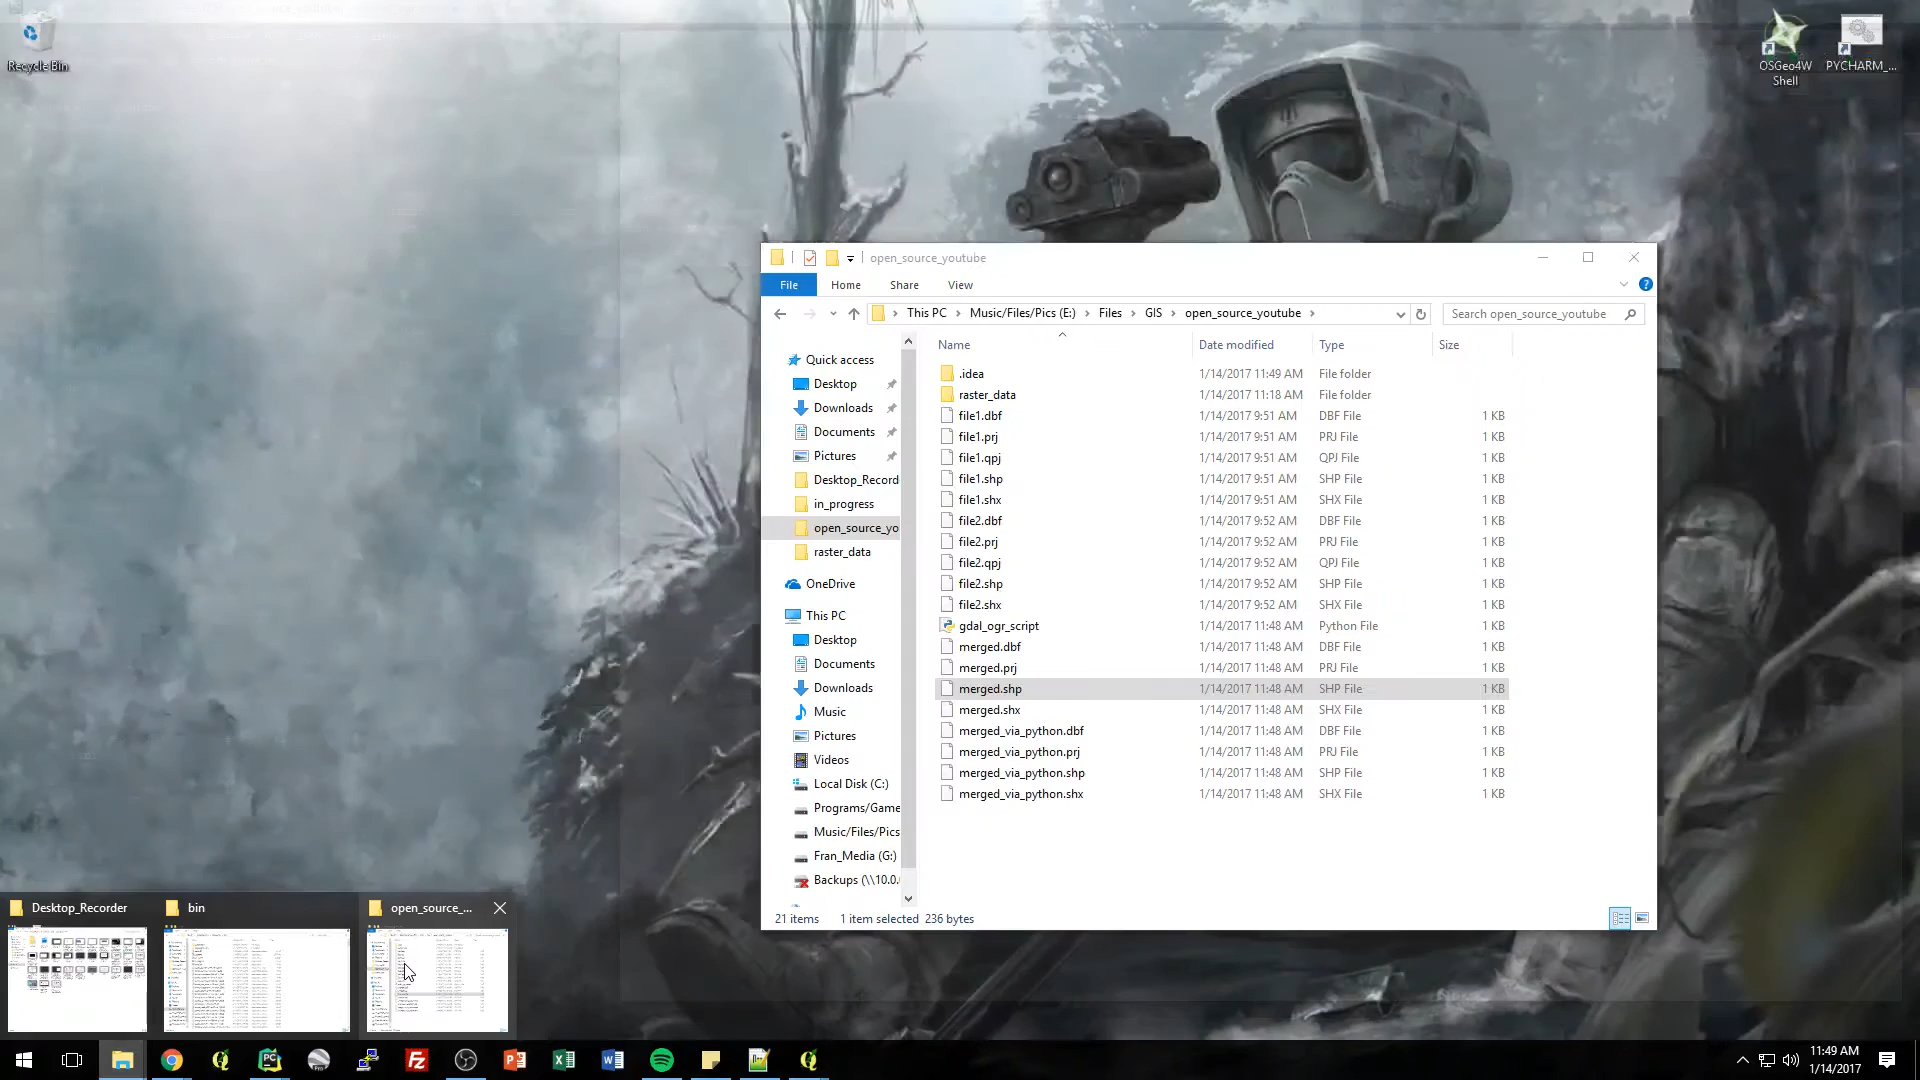 Recycle Bin
OSGeo4W Shell
PYCHARM_...
open_source_youtube
File
Home
Share
View
This PC
Music/Files/Pics (E:)
Files
GIS
open_source_youtube
Search open_source_youtube
Name
Date modified
Type
Size
Quick access
Desktop
Downloads
Documents
Pictures
Desktop_Record
in_progress
open_source_yo
raster_data
OneDrive
This PC
Desktop
Documents
Downloads
Music
Pictures
Videos
Local Disk (C:)
Programs/Game
Music/Files/Pics
Fran_Media (G:)
Backups (\\10.0.
.idea 1/14/2017 11:49 AM File folder
raster_data 1/14/2017 11:18 AM File folder
file1.dbf 1/14/2017 9:51 AM DBF File 1 KB
file1.prj 1/14/2017 9:51 AM PRJ File 1 KB
file1.qpj 1/14/2017 9:51 AM QPJ File 1 KB
file1.shp 1/14/2017 9:51 AM SHP File 1 KB
file1.shx 1/14/2017 9:51 AM SHX File 1 KB
file2.dbf 1/14/2017 9:52 AM DBF File 1 KB
file2.prj 1/14/2017 9:52 AM PRJ File 1 KB
file2.qpj 1/14/2017 9:52 AM QPJ File 1 KB
file2.shp 1/14/2017 9:52 AM SHP File 1 KB
file2.shx 1/14/2017 9:52 AM SHX File 1 KB
gdal_ogr_script 1/14/2017 11:48 AM Python File 1 KB
merged.dbf 1/14/2017 11:48 AM DBF File 1 KB
merged.prj 1/14/2017 11:48 AM PRJ File 1 KB
merged.shp 1/14/2017 11:48 AM SHP File 1 KB
merged.shx 1/14/2017 11:48 AM SHX File 1 KB
merged_via_python.dbf 1/14/2017 11:48 AM DBF File 1 KB
merged_via_python.prj 1/14/2017 11:48 AM PRJ File 1 KB
merged_via_python.shp 1/14/2017 11:48 AM SHP File 1 KB
merged_via_python.shx 1/14/2017 11:48 AM SHX File 1 KB
21 items 1 item selected 236 bytes
Desktop_Recorder
bin
open_source_...
11:49 AM
1/14/2017